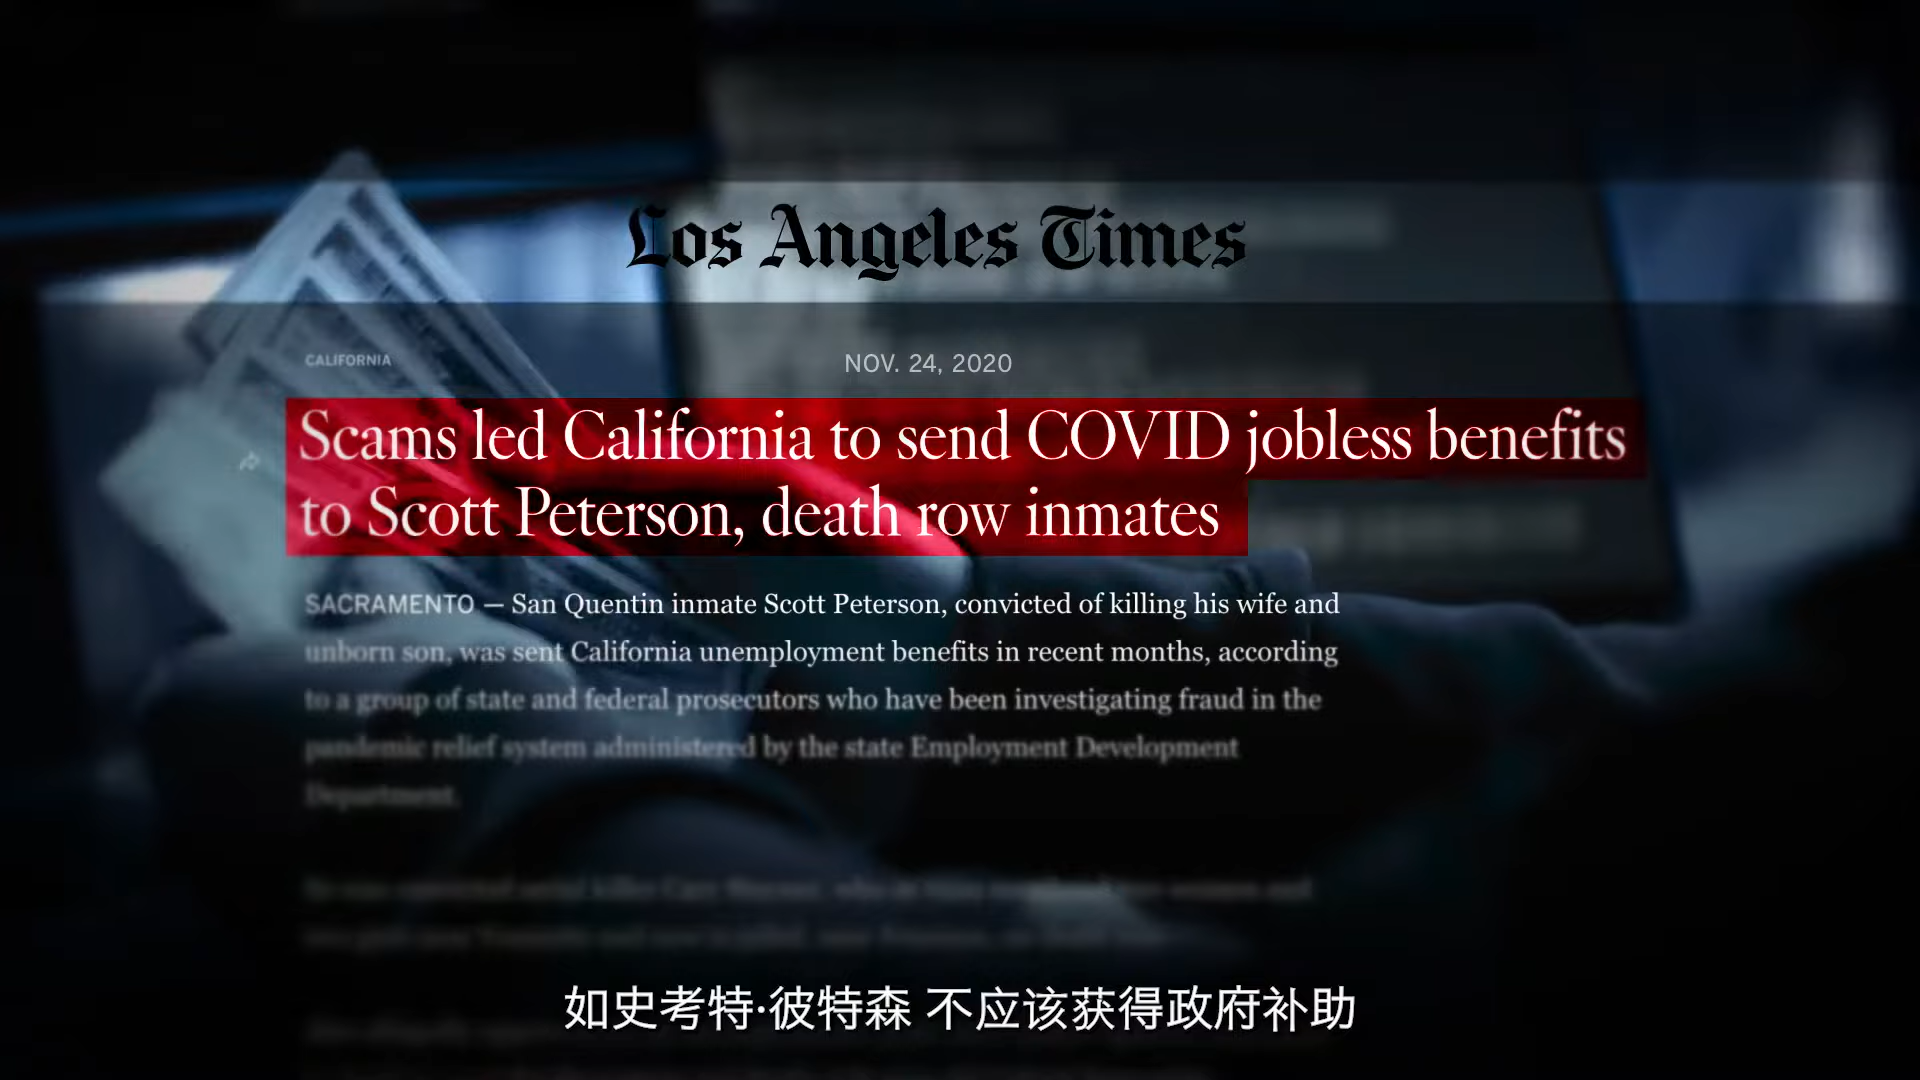 Los Angeles Times
CALIFORNIA
NOV. 24, 2020
Scams led California to send COVID jobless benefits
to Scott Peterson, death row inmates
SACRAMENTO — San Quentin inmate Scott Peterson, convicted of killing his wife and
unborn son, was sent California unemployment benefits in recent months, according
to a group of state and federal prosecutors who have been investigating fraud in the
pandemic relief system administered by the state Employment Development
Department.
如史考特·彼特森 不应该获得政府补助